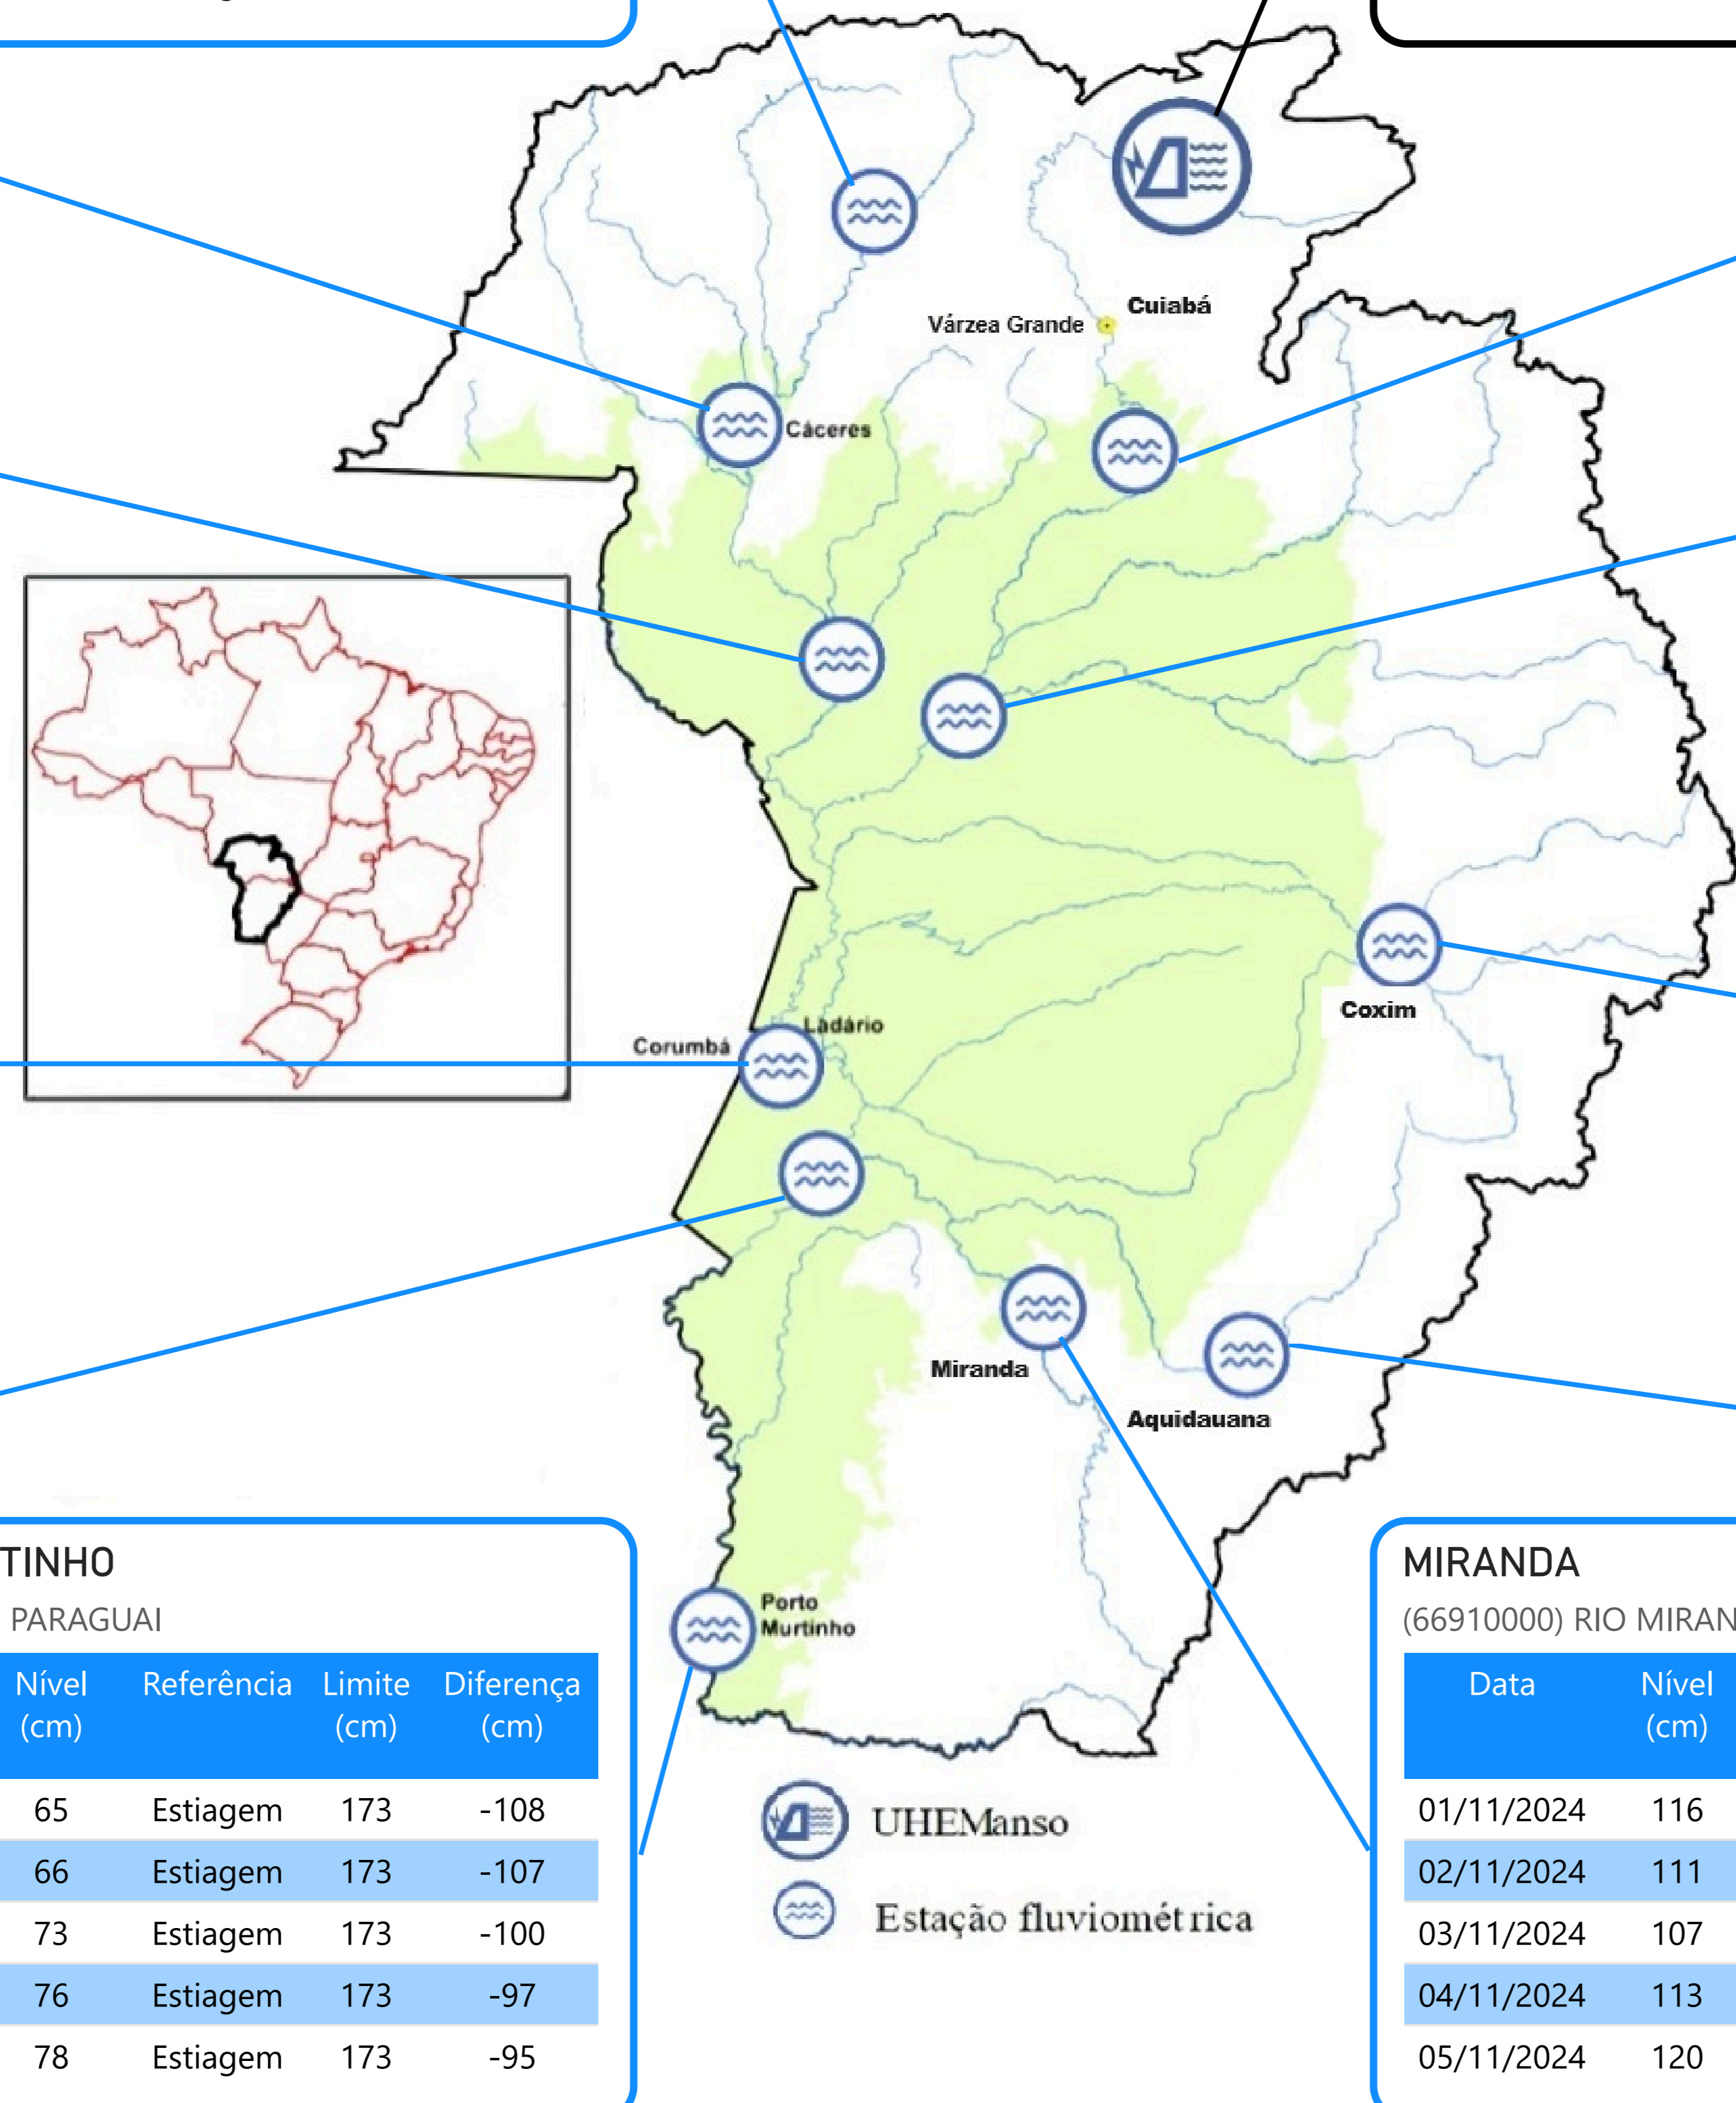 Cuiabá
Várzea Grande
Cáceres
Coxim
Ladário
Corumbá
Miranda
Aquidauana
Porto
Murtinho
TINHO
PARAGUAI
Nível (cm) Referência Limite (cm) Diferença (cm)
65 Estiagem 173 -108
66 Estiagem 173 -107
73 Estiagem 173 -100
76 Estiagem 173 -97
78 Estiagem 173 -95
UHEManso
Estação fluviométrica
MIRANDA
(66910000) RIO MIRAN
Data Nível (cm)
01/11/2024 116
02/11/2024 111
03/11/2024 107
04/11/2024 113
05/11/2024 120